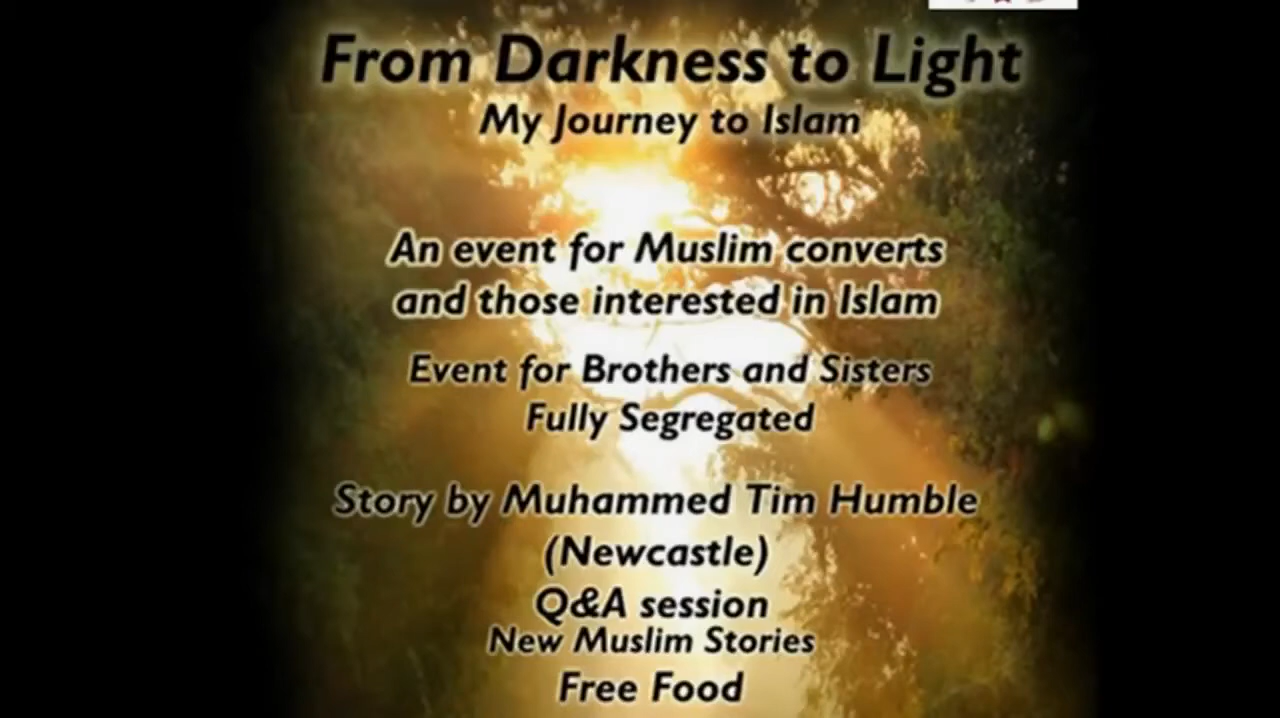 From Darkness to Light
My Journey to Islam
An event for Muslim converts
and those interested in Islam
Event for Brothers and Sisters
Fully Segregated
Story by Muhammed Tim Humble
(Newcastle)
Q&A session
New Muslim Stories
Free Food